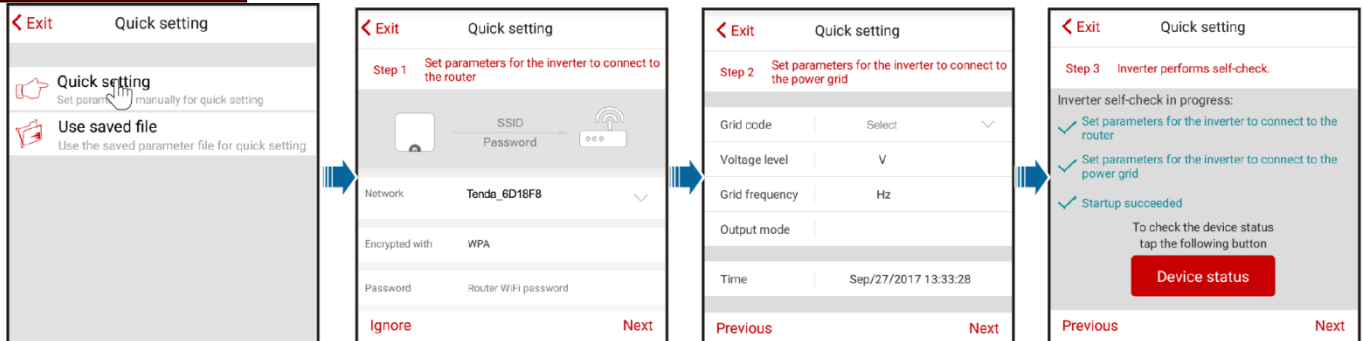 Exit
Quick setting
Quick setting
Set param manually for quick setting
Use saved file
Use the saved parameter file for quick setting
Exit
Quick setting
Step 1
Set parameters for the inverter to connect to
the router
SSID
Password
Network
Tenda_6D18F8
Encrypted with
WPA
Password
Router WiFi password
Ignore
Next
Exit
Quick setting
Step 2
Set parameters for the inverter to connect to
the power grid
Grid code
Select
Voltage level
V
Grid frequency
Hz
Output mode
Time
Sep/27/2017 13:33:28
Previous
Next
Exit
Quick setting
Step 3
Inverter performs self-check.
Inverter self-check in progress:
Set parameters for the inverter to connect to the
router
Set parameters for the inverter to connect to the
power grid
Startup succeeded
To check the device status
tap the following button
Device status
Previous
Next